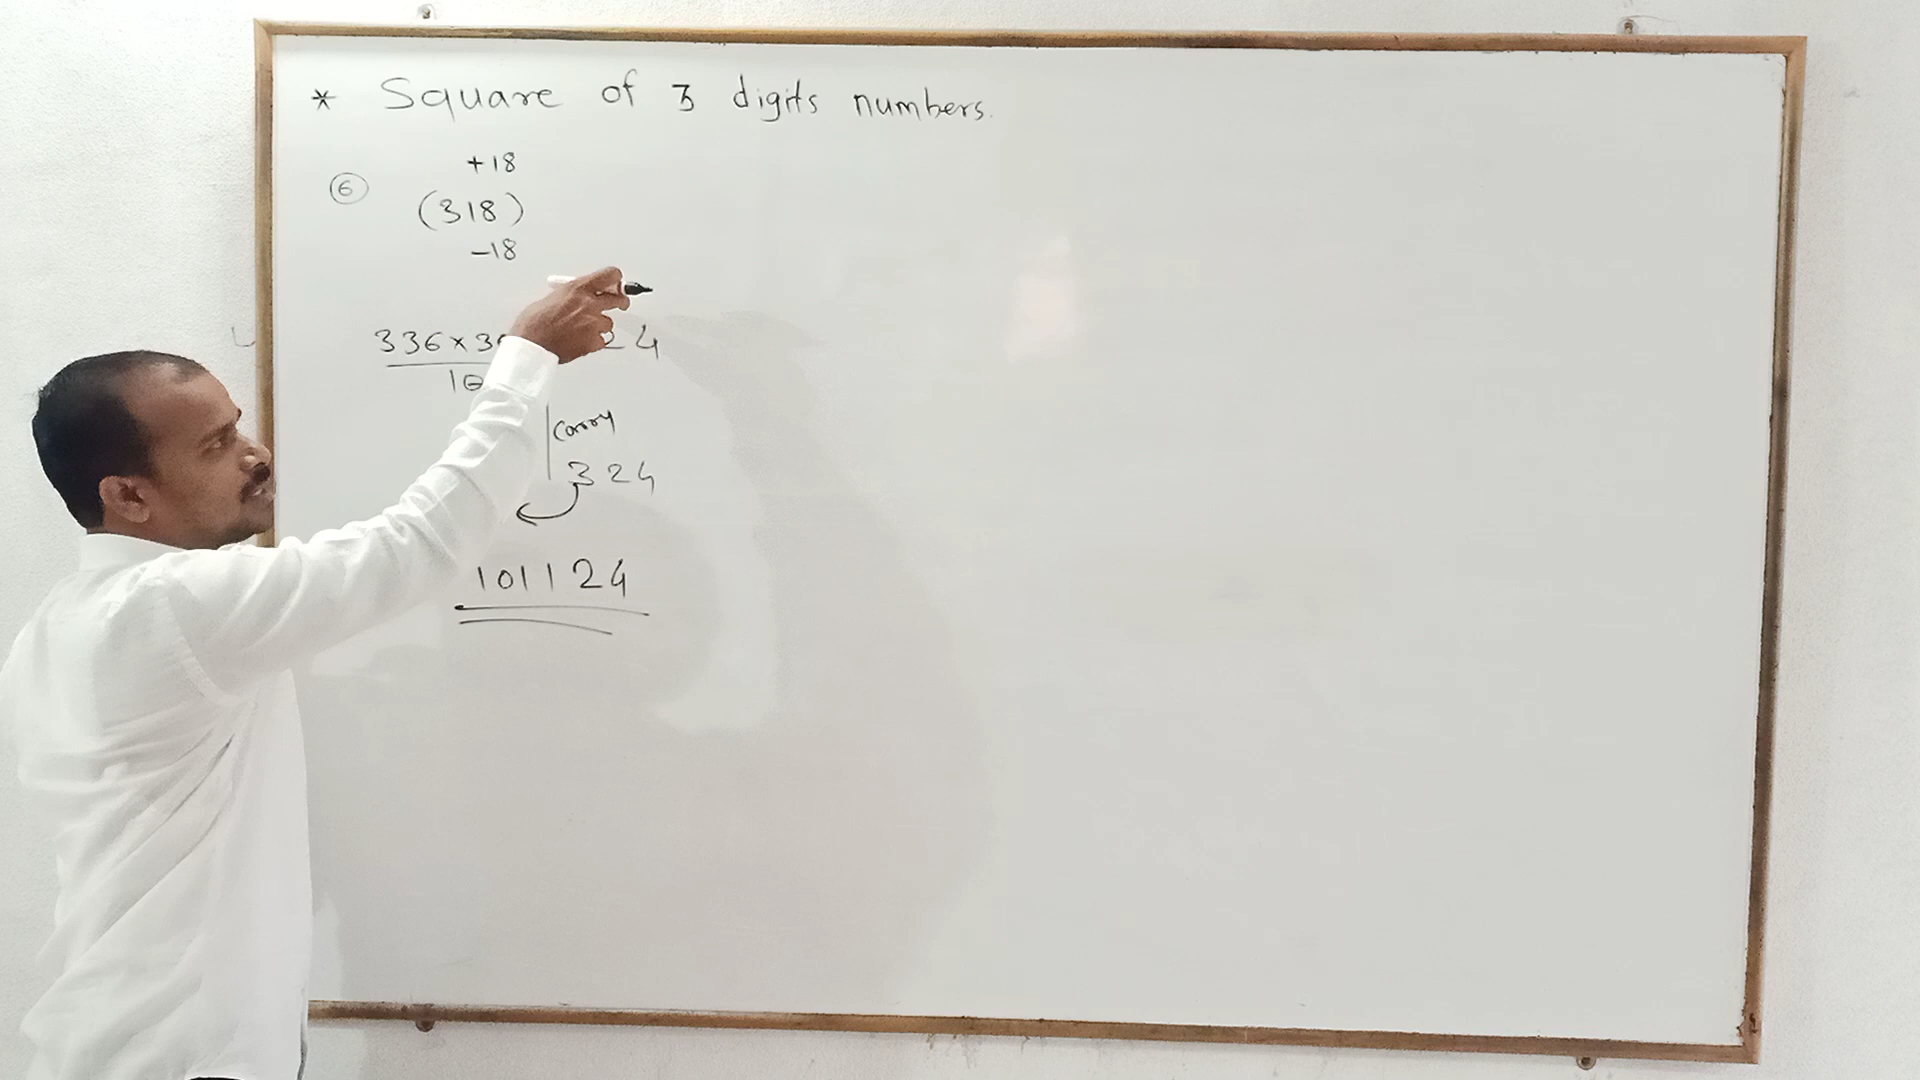 * Square of 3 digits numbers.
+18
6 (318)
-18
336 × 3 24
10
carry
324
101124